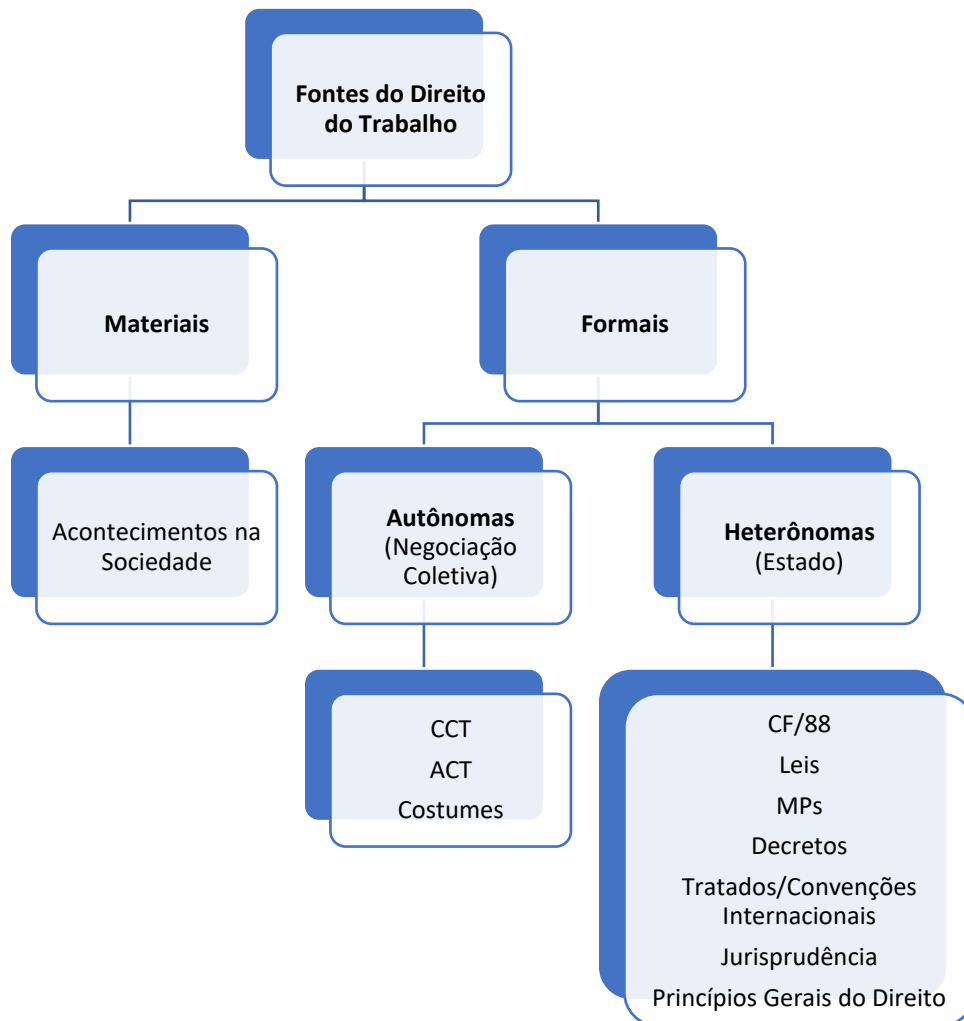 Fontes do Direito
do Trabalho
Materiais
Formais
Acontecimentos na
Sociedade
Autônomas
(Negociação
Coletiva)
Heterônomas
(Estado)
CCT
ACT
Costumes
CF/88
Leis
MPs
Decretos
Tratados/Convenções
Internacionais
Jurisprudência
Princípios Gerais do Direito